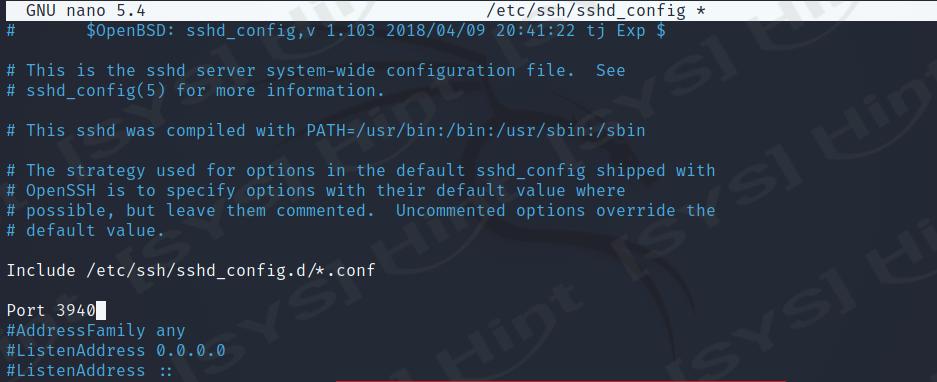 GNU nano 5.4 /etc/ssh/sshd_config *
# $OpenBSD: sshd_config,v 1.103 2018/04/09 20:41:22 tj Exp $
# This is the sshd server system-wide configuration file.  See
# sshd_config(5) for more information.
# This sshd was compiled with PATH=/usr/bin:/bin:/usr/sbin:/sbin
# The strategy used for options in the default sshd_config shipped with
# OpenSSH is to specify options with their default value where
# possible, but leave them commented.  Uncommented options override the
# default value.
Include /etc/ssh/sshd_config.d/*.conf
Port 3940
#AddressFamily any
#ListenAddress 0.0.0.0
#ListenAddress ::
[SYS] Hint